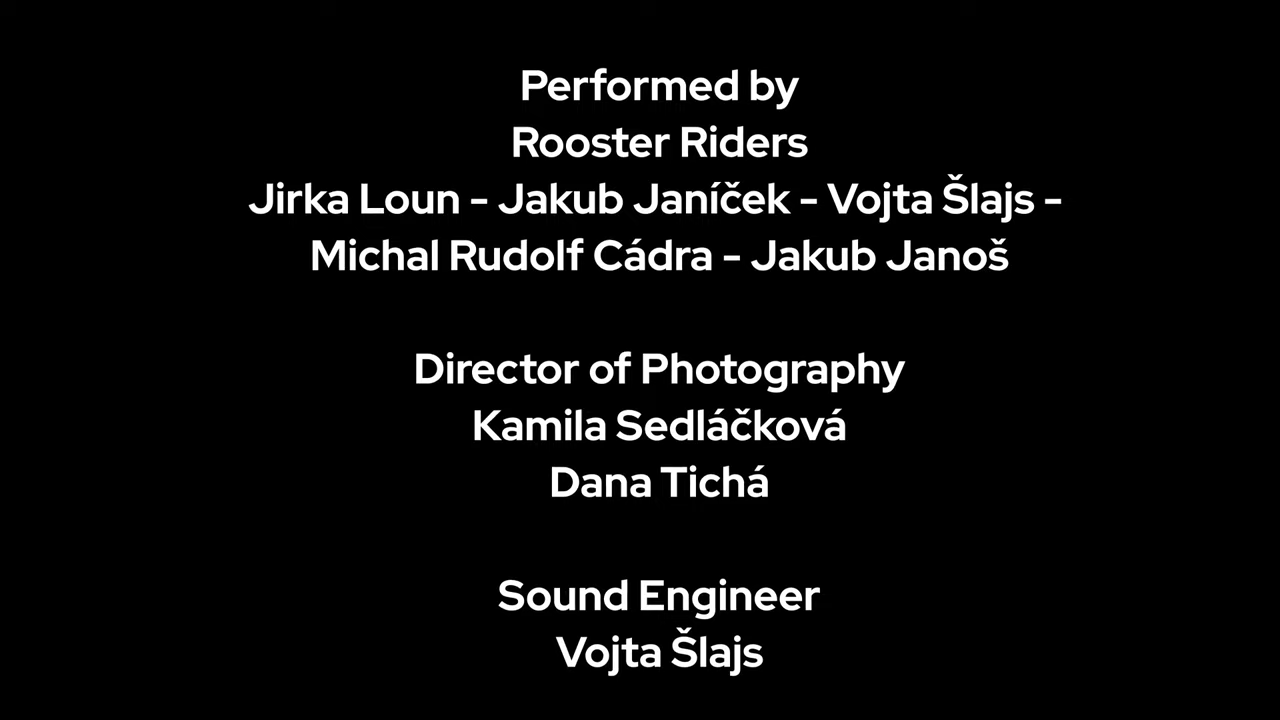 Performed by
Rooster Riders
Jirka Loun - Jakub Janíček - Vojta Šlajs -
Michal Rudolf Cádra - Jakub Janoš
Director of Photography
Kamila Sedláčková
Dana Tichá
Sound Engineer
Vojta Šlajs